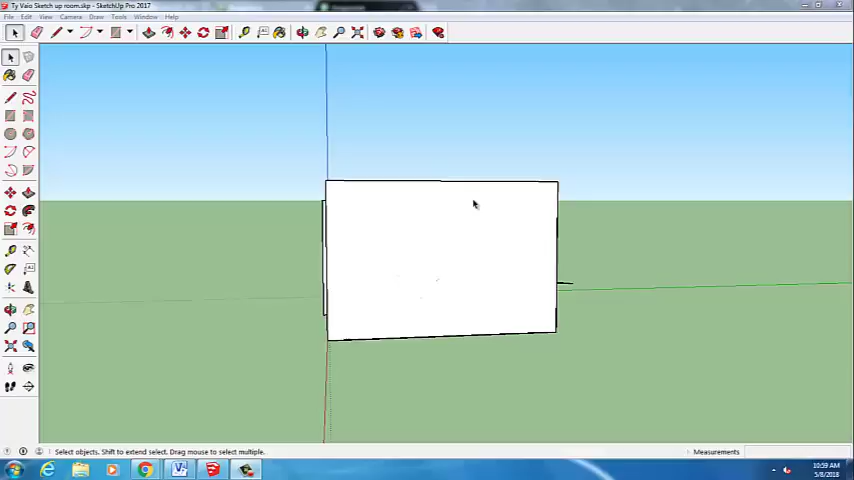 Ty Vaio Sketch up room.skp - SketchUp Pro 2017
File Edit View Camera Draw Tools Window Help
Select objects. Shift to extend select. Drag mouse to select multiple.
Measurements
10:59 AM
5/8/2018